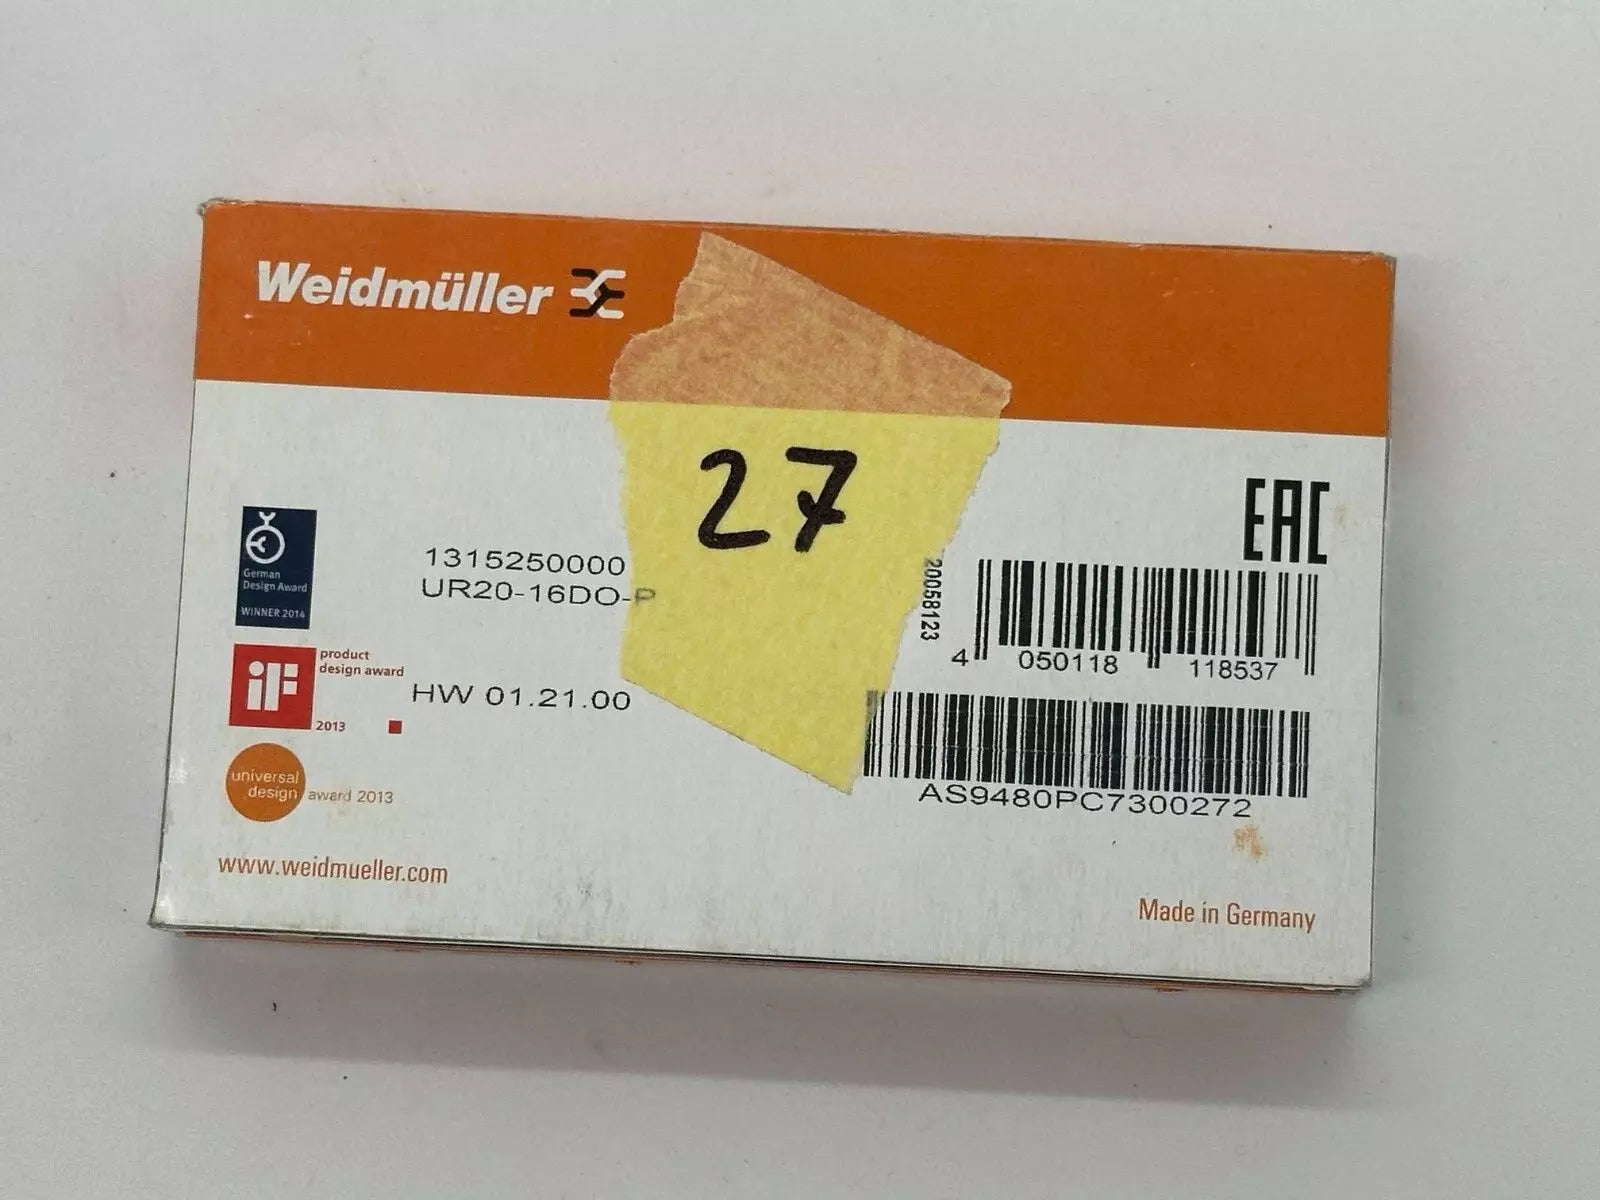 Weidmüller
27
EAC
German
Design Award
WINNER 2014
1315250000
UR20-16DO-P
20058123
4 050118 118537
iF
product
design award
2013
HW 01.21.00
AS9480PC7300272
universal
design award 2013
www.weidmueller.com
Made in Germany